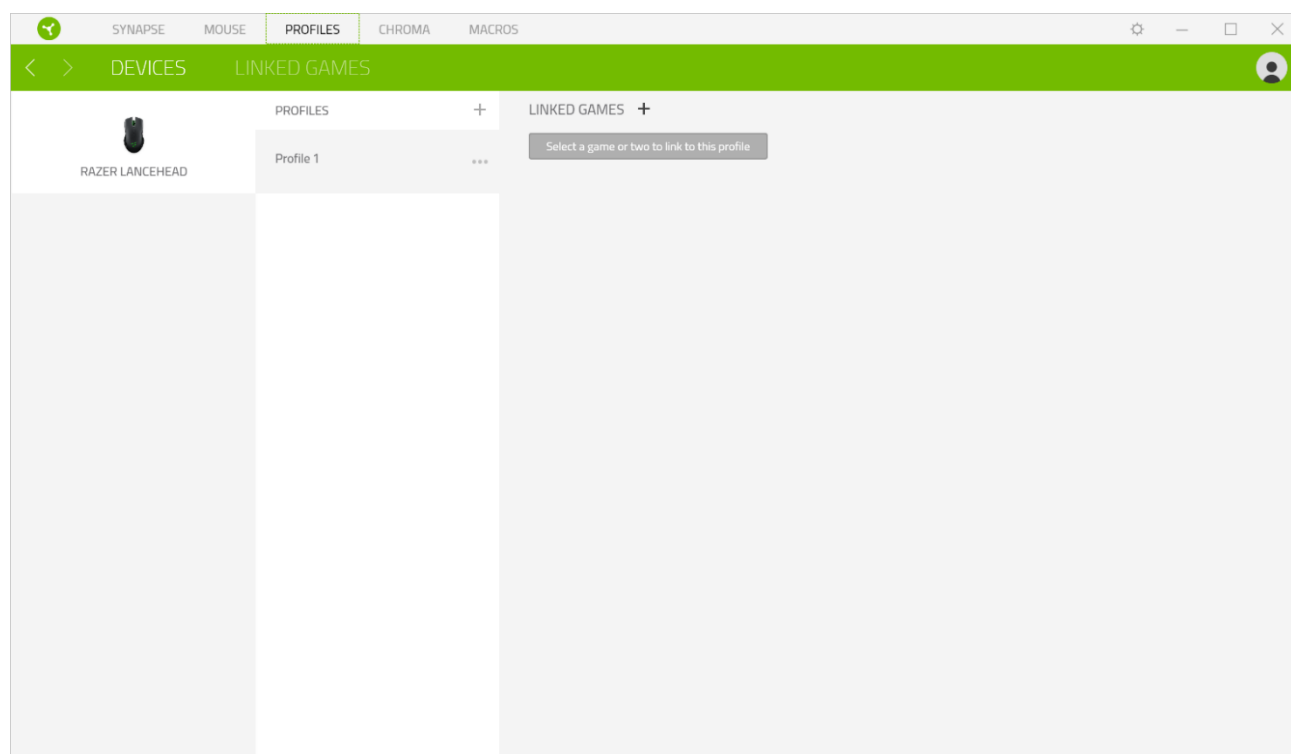 SYNAPSE MOUSE PROFILES CHROMA MACROS
DEVICES LINKED GAMES
RAZER LANCEHEAD
PROFILES
Profile 1
LINKED GAMES
Select a game or two to link to this profile